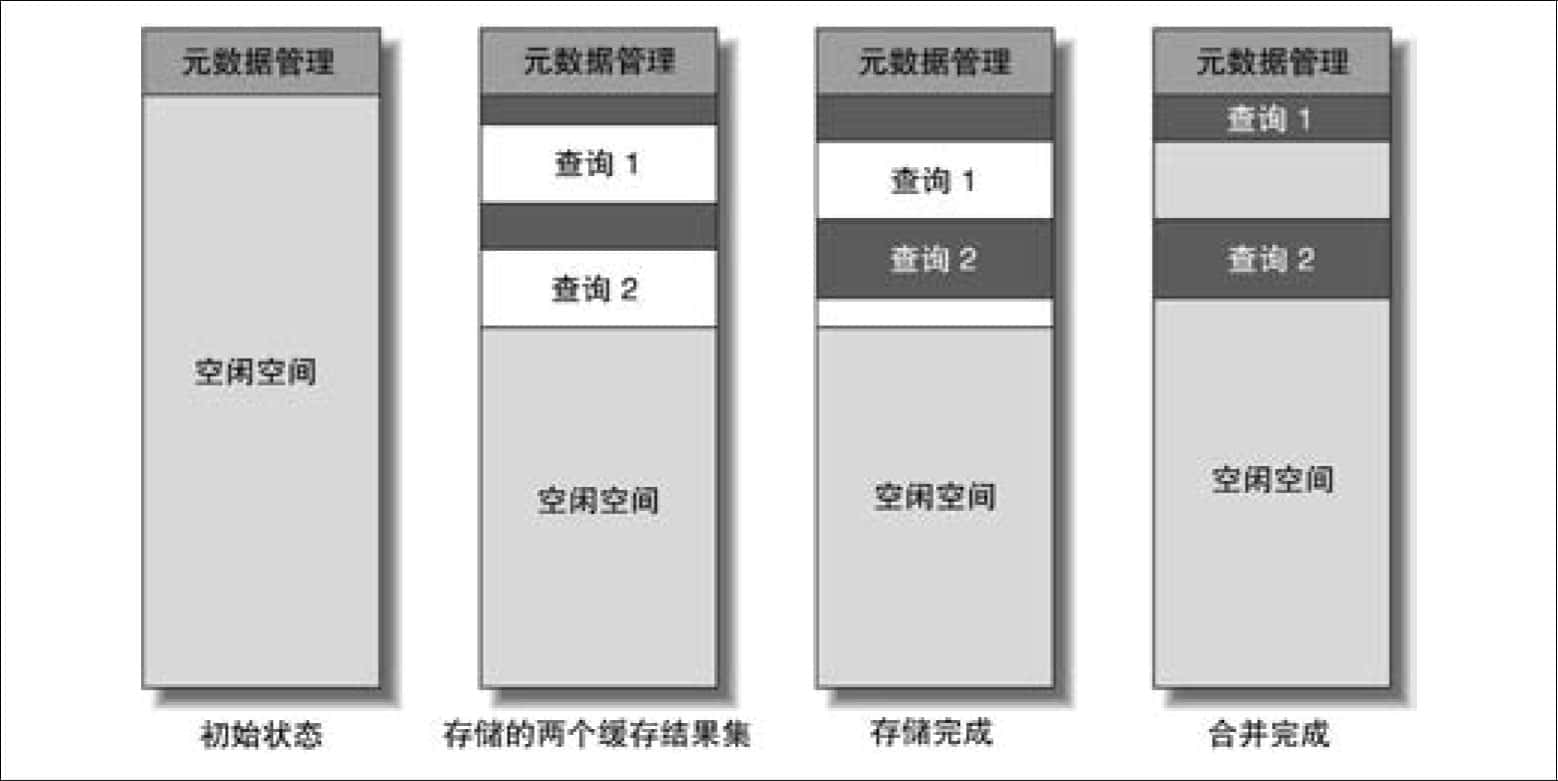 元数据管理
元数据管理
元数据管理
元数据管理
查询 1
查询 1
查询 1
查询 2
查询 2
查询 2
空闲空间
空闲空间
空闲空间
空闲空间
初始状态
存储的两个缓存结果集
存储完成
合并完成